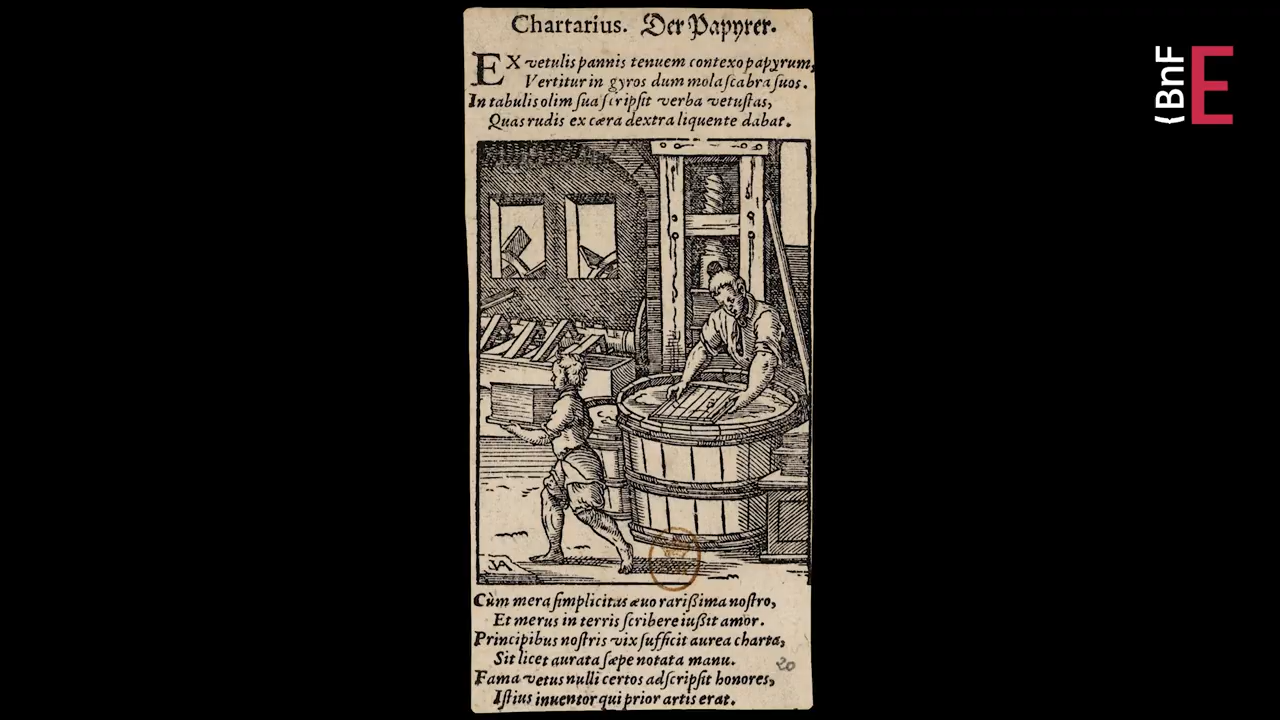 Chartarius. Der Papyrer.
EX vetulis pannis tenuem contexo papyrum,
Vertitur in gyros dum mola ſcabra ſuos.
In tabulis olim ſua ſcripſit verba vetuſtas,
Quas rudis ex cæra dextra liquente dabat.
Cùm mera ſimplicitas æuo rarißima noſtro,
Et merus in terris ſcribere iußit amor.
Principibus noſtris vix ſufficit aurea charta,
Sit licet aurata ſæpe notata manu.
Fama vetus nulli certos adſcripſit honores,
Iſtius inuentor qui prior artis erat.
20
VA
(BnF
E